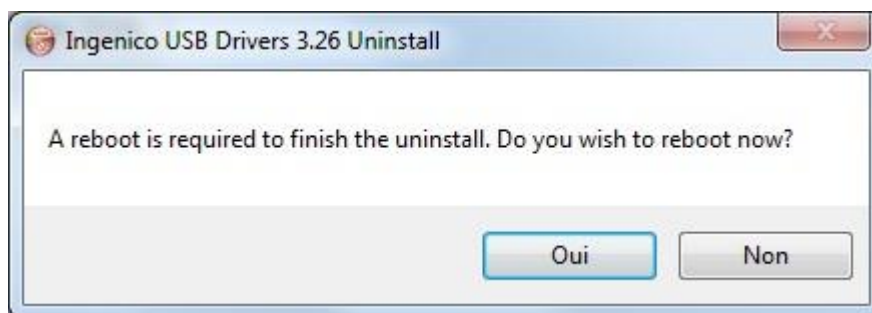 Ingenico USB Drivers 3.26 Uninstall
A reboot is required to finish the uninstall. Do you wish to reboot now?
Oui
Non